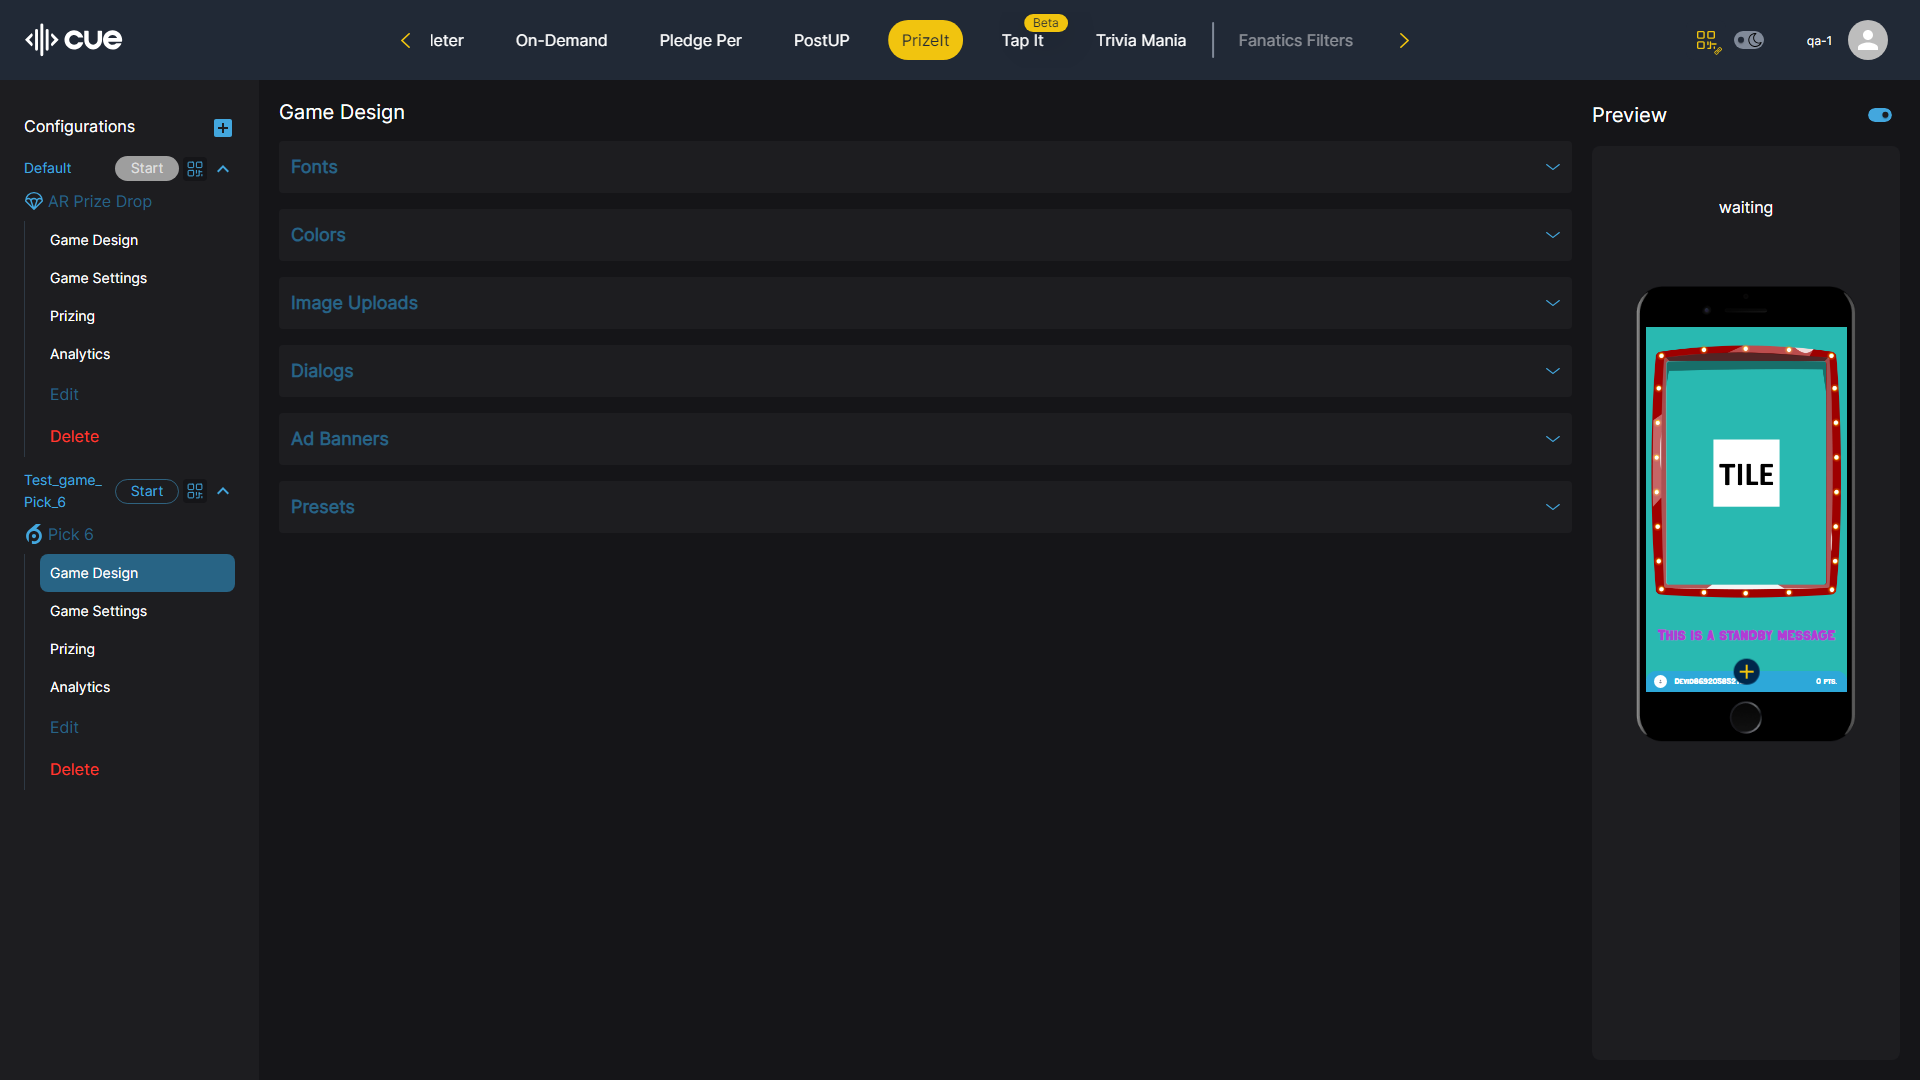 cue
leter
On-Demand
Pledge Per
PostUP
PrizeIt
Beta
Tap It
Trivia Mania
Fanatics Filters
qa-1
Configurations
Default
Start
AR Prize Drop
Game Design
Game Settings
Prizing
Analytics
Edit
Delete
Test_game_
Pick_6
Start
Pick 6
Game Design
Game Settings
Prizing
Analytics
Edit
Delete
Game Design
Fonts
Colors
Image Uploads
Dialogs
Ad Banners
Presets
Preview
waiting
TILE
THIS IS A STANDBY MESSAGE
0 PTS.